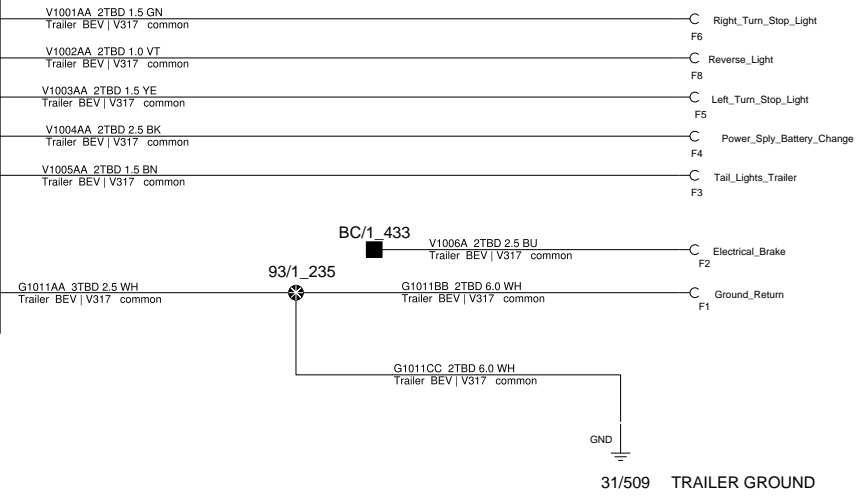 V1001AA 2TBD 1.5 GN
Trailer BEV | V317 common
Right_Turn_Stop_Light
F6
V1002AA 2TBD 1.0 VT
Trailer BEV | V317 common
Reverse_Light
F8
V1003AA 2TBD 1.5 YE
Trailer BEV | V317 common
Left_Turn_Stop_Light
F5
V1004AA 2TBD 2.5 BK
Trailer BEV | V317 common
Power_Sply_Battery_Change
F4
V1005AA 2TBD 1.5 BN
Trailer BEV | V317 common
Tail_Lights_Trailer
F3
BC/1_433
V1006A 2TBD 2.5 BU
Trailer BEV | V317 common
Electrical_Brake
F2
93/1_235
G1011AA 3TBD 2.5 WH
Trailer BEV | V317 common
G1011BB 2TBD 6.0 WH
Trailer BEV | V317 common
Ground_Return
F1
G1011CC 2TBD 6.0 WH
Trailer BEV | V317 common
GND
31/509 TRAILER GROUND